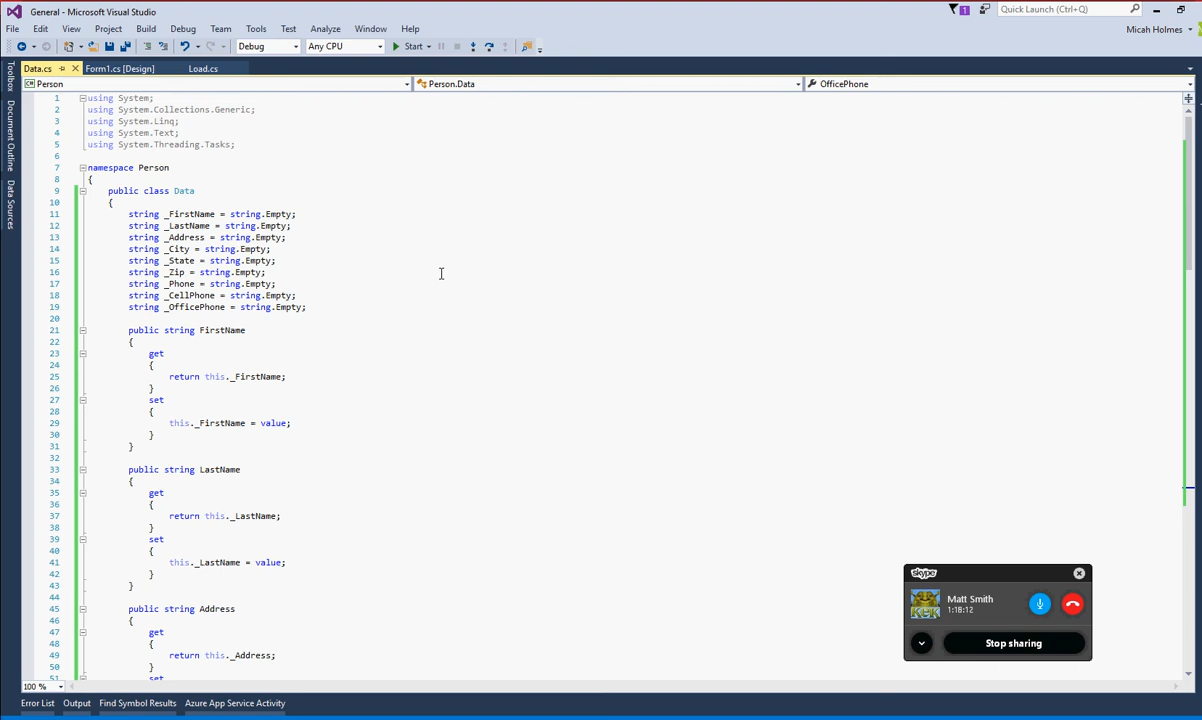 General - Microsoft Visual Studio
1
Quick Launch (Ctrl+Q)
File Edit View Project Build Debug Team Tools Test Analyze Window Help
Micah Holmes
Debug Any CPU Start
Data.cs Form1.cs [Design] Load.cs
Person Person.Data OfficePhone
Toolbox
Document Outline
Data Sources
1 using System;
2 using System.Collections.Generic;
3 using System.Linq;
4 using System.Text;
5 using System.Threading.Tasks;
6
7 namespace Person
8 {
9 public class Data
10 {
11 string _FirstName = string.Empty;
12 string _LastName = string.Empty;
13 string _Address = string.Empty;
14 string _City = string.Empty;
15 string _State = string.Empty;
16 string _Zip = string.Empty;
17 string _Phone = string.Empty;
18 string _CellPhone = string.Empty;
19 string _OfficePhone = string.Empty;
20
21 public string FirstName
22 {
23 get
24 {
25 return this._FirstName;
26 }
27 set
28 {
29 this._FirstName = value;
30 }
31 }
32
33 public string LastName
34 {
35 get
36 {
37 return this._LastName;
38 }
39 set
40 {
41 this._LastName = value;
42 }
43 }
44
45 public string Address
46 {
47 get
48 {
49 return this._Address;
50 }
51 set
skype
Matt Smith
1:18:12
Stop sharing
100 %
Error List Output Find Symbol Results Azure App Service Activity